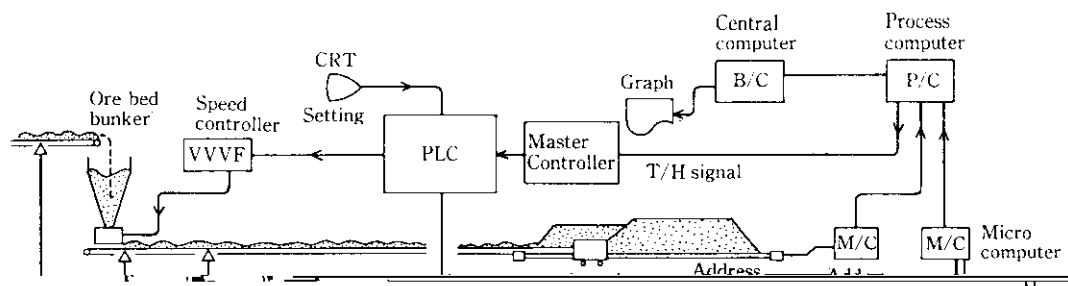 Central
computer
Process
computer
CRT
Graph
B/C
P/C
Ore bed
bunker
Speed
controller
Setting
VVVF
PLC
Master
Controller
T/H signal
M/C
M/C
Micro
computer
Address